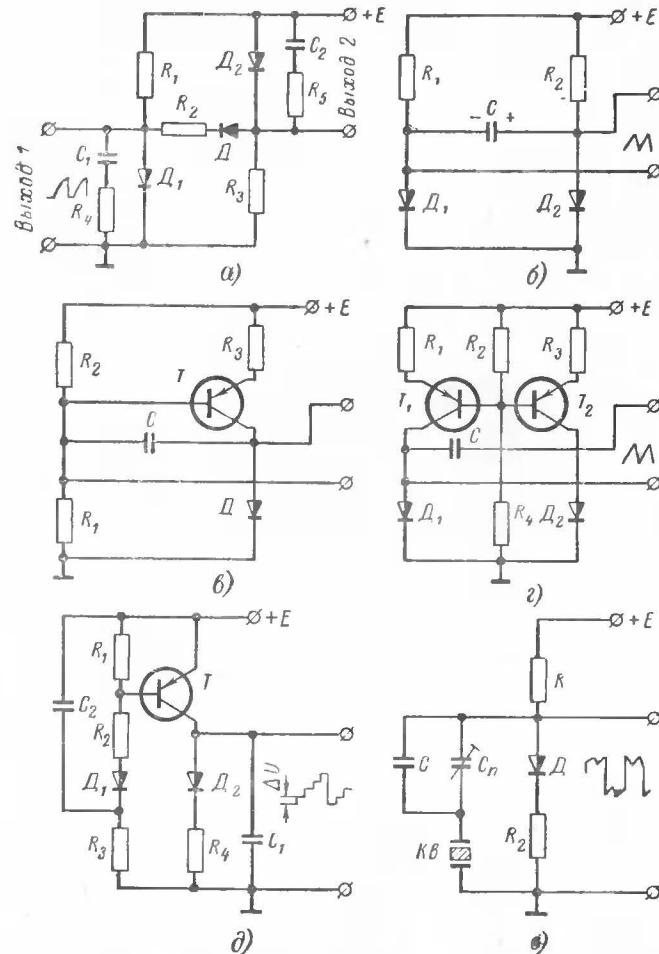 +E
R₁
Д₂
C₂
R₂
Д
R₅
Выход 2
Выход 1
C₁
R₄
Д₁
R₃
а)
+E
R₁
R₂
− C +
Д₁
Д₂
б)
+E
R₂
R₃
T
C
R₁
Д
в)
+E
R₁
R₂
R₃
T₁
T₂
C
Д₁
R₄
Д₂
г)
+E
R₁
T
C₂
R₂
Д₁
Д₂
ΔU
R₃
R₄
C₁
д)
+E
R
C
Cп
Д
КВ
R₂
е)